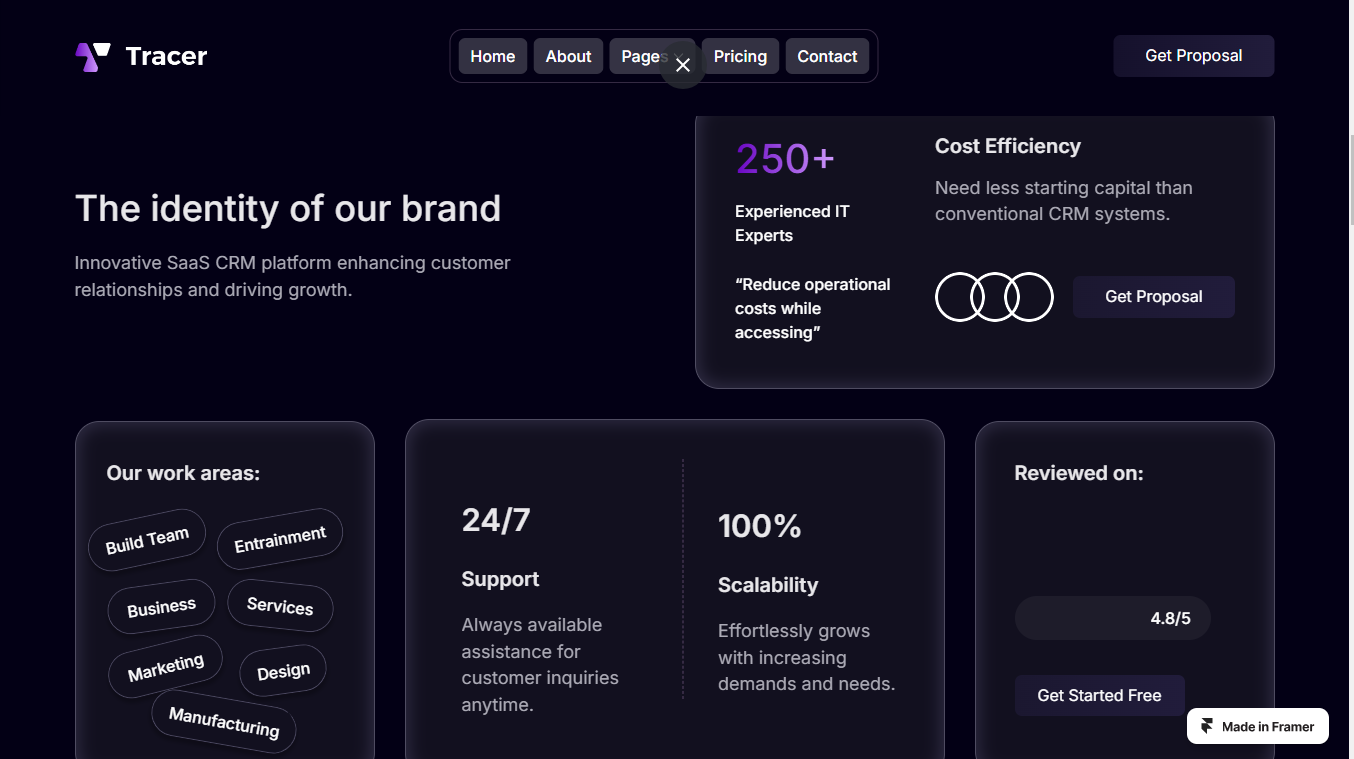 Tracer
Home
About
Pages
Pricing
Contact
Get Proposal
The identity of our brand
Innovative SaaS CRM platform enhancing customer
relationships and driving growth.
250+
Experienced IT
Experts
“Reduce operational
costs while
accessing”
Cost Efficiency
Need less starting capital than
conventional CRM systems.
Get Proposal
Our work areas:
Build Team
Entrainment
Business
Services
Marketing
Design
Manufacturing
24/7
Support
Always available
assistance for
customer inquiries
anytime.
100%
Scalability
Effortlessly grows
with increasing
demands and needs.
Reviewed on:
4.8/5
Get Started Free
Made in Framer